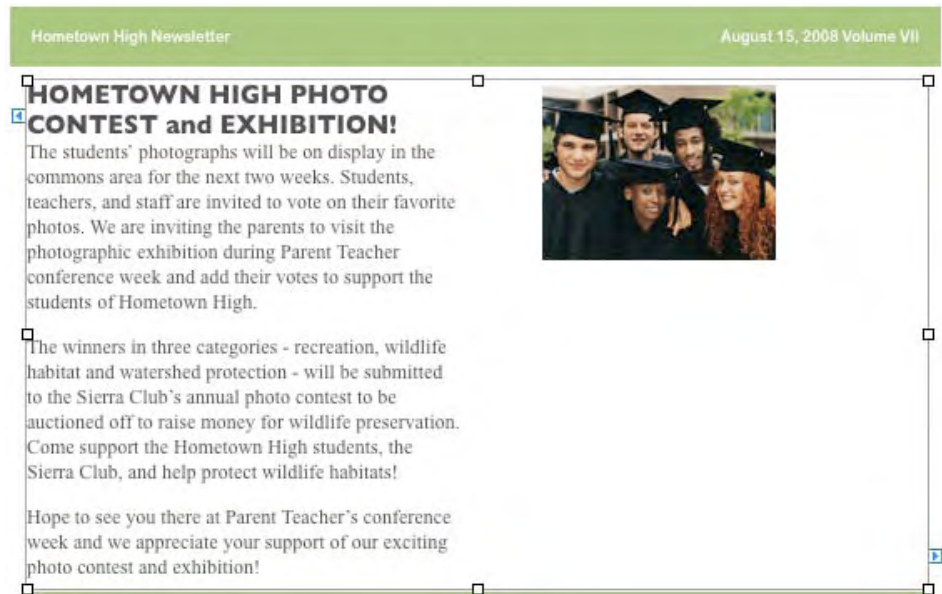 Hometown High Newsletter
August 15, 2008 Volume VII
HOMETOWN HIGH PHOTO
CONTEST and EXHIBITION!
The students' photographs will be on display in the
commons area for the next two weeks. Students,
teachers, and staff are invited to vote on their favorite
photos. We are inviting the parents to visit the
photographic exhibition during Parent Teacher
conference week and add their votes to support the
students of Hometown High.
The winners in three categories - recreation, wildlife
habitat and watershed protection - will be submitted
to the Sierra Club's annual photo contest to be
auctioned off to raise money for wildlife preservation.
Come support the Hometown High students, the
Sierra Club, and help protect wildlife habitats!
Hope to see you there at Parent Teacher's conference
week and we appreciate your support of our exciting
photo contest and exhibition!